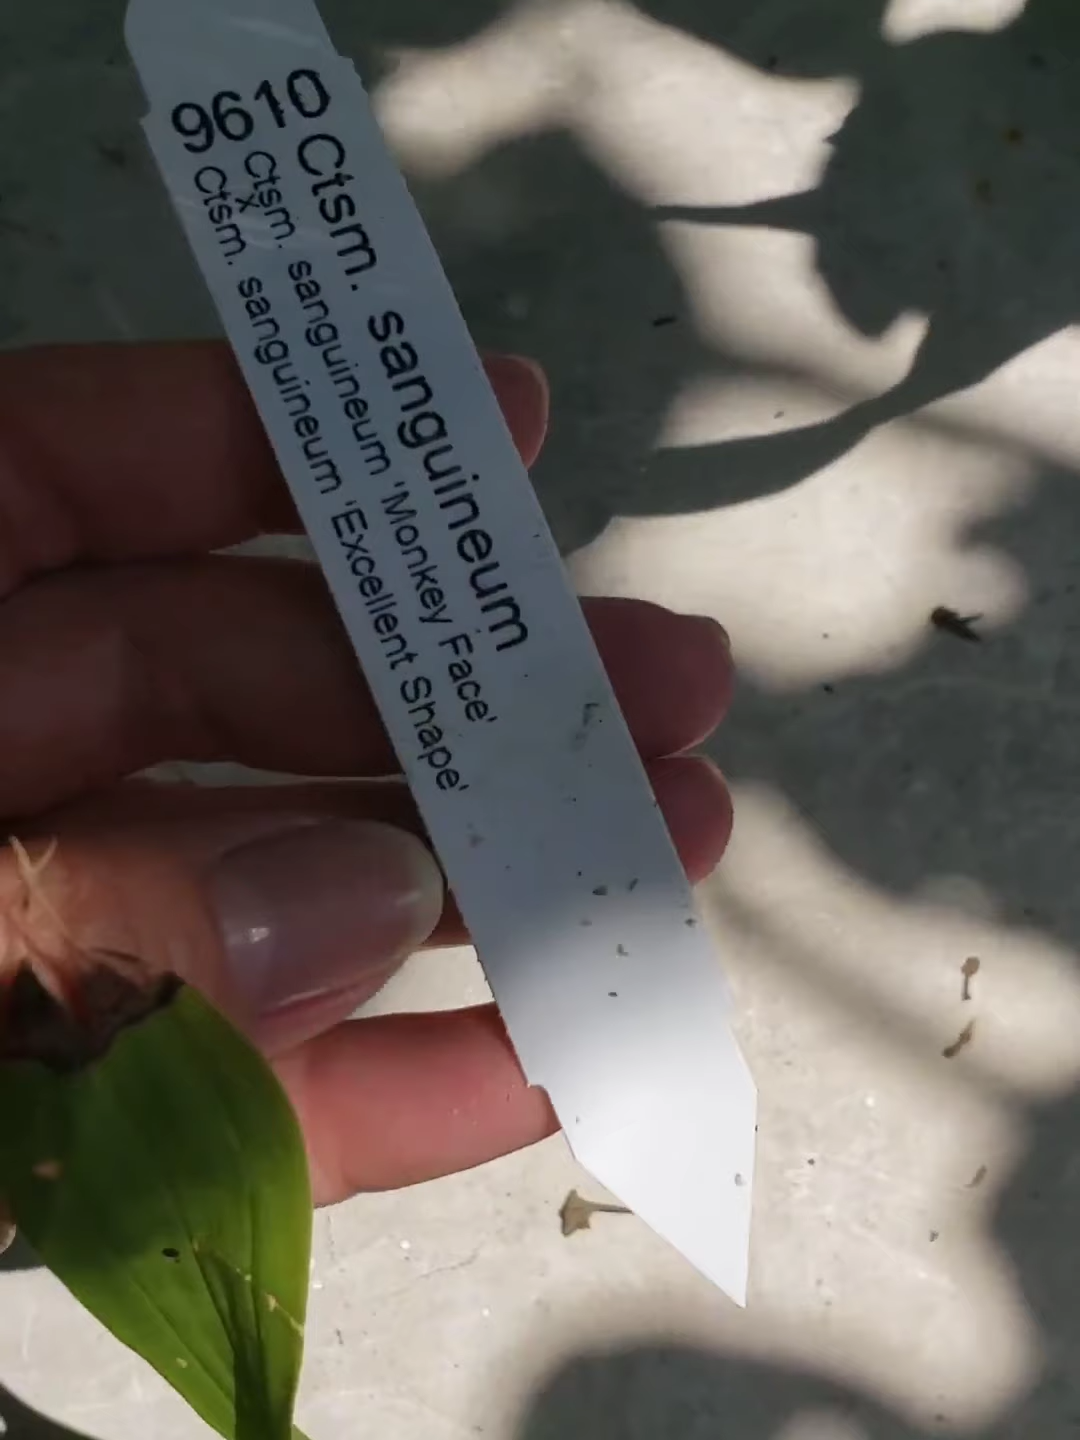 9610 Ctsm. sanguineum
Ctsm. sanguineum 'Monkey Face'
x
Ctsm. sanguineum 'Excellent Shape'